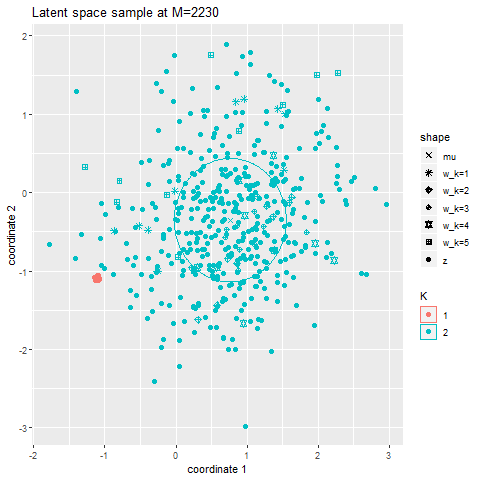 Latent space sample at M=2230
2
1
0
-1
-2
-3
coordinate 2
-2
-1
0
1
2
3
coordinate 1
shape
mu
w_k=1
w_k=2
w_k=3
w_k=4
w_k=5
z
K
1
2